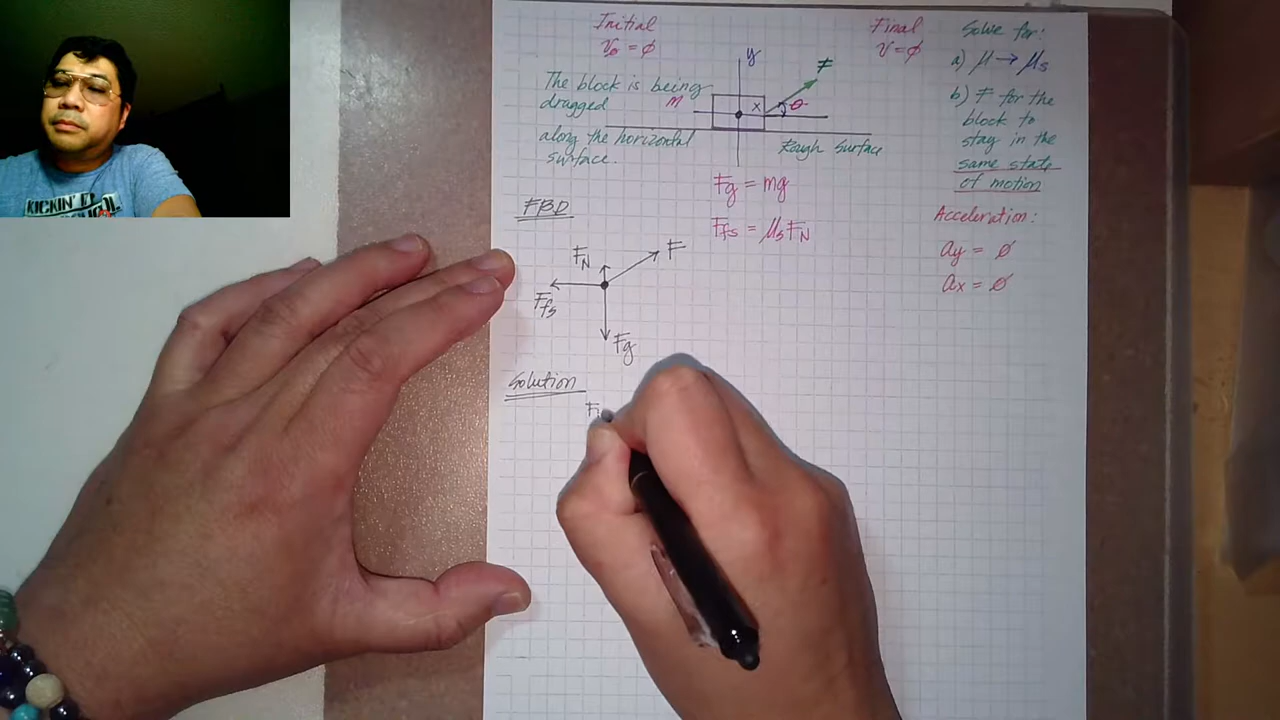 Initial
v₀ = ϕ
The block is being
dragged
along the horizontal
surface.
m
y
x
F
θ
Rough Surface
Final
v = ϕ
Solve for:
a) μ → μs
b) F for the
block to
stay in the
same state
of motion
Fg = mg
Ffs = μs FN
Acceleration:
ay = ϕ
ax = ϕ
FBD
FN
F
Ffs
Fg
Solution
KICKIN'